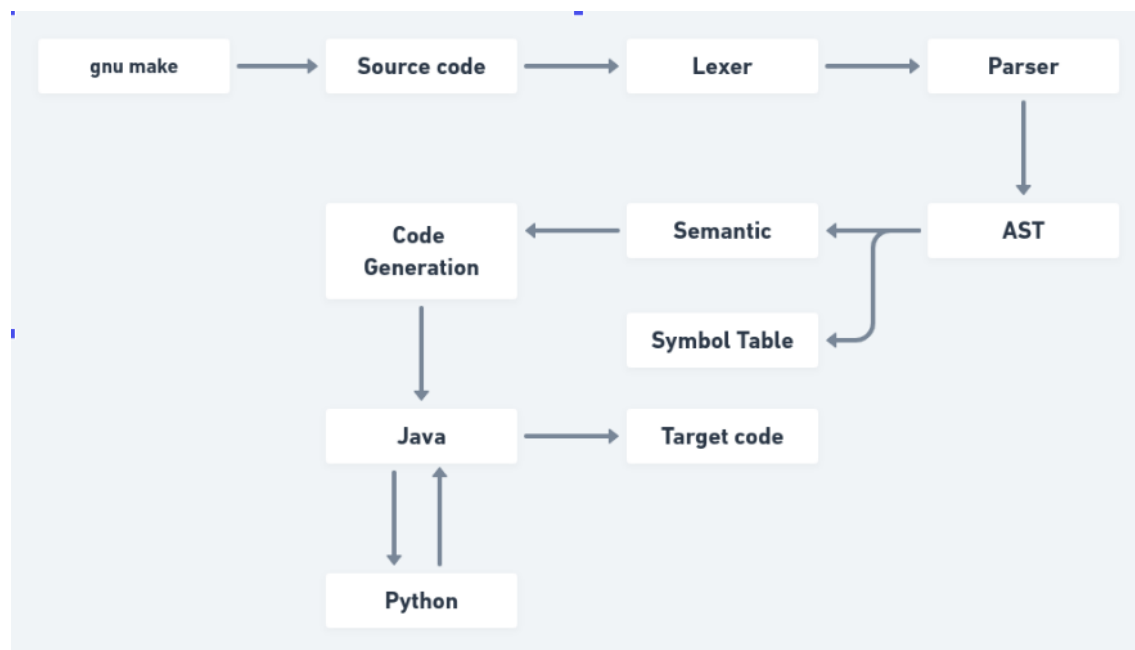 gnu make
Source code
Lexer
Parser
Code
Generation
Semantic
AST
Symbol Table
Java
Target code
Python